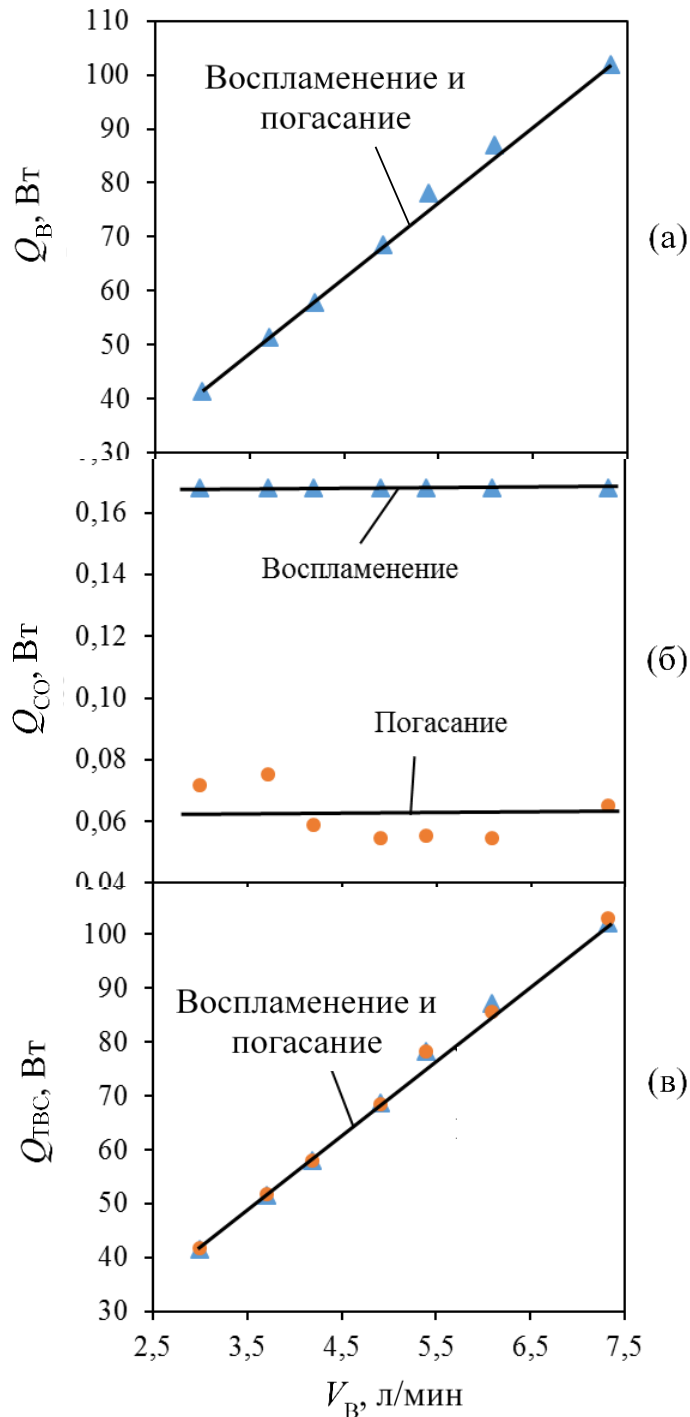 110
100
90
80
70
60
50
40
30
Q_В, Вт
Воспламенение и
погасание
(а)
0,16
0,14
0,12
0,10
0,08
0,06
0,04
Q_СО, Вт
Воспламенение
Погасание
(б)
100
90
80
70
60
50
40
30
Q_ТВС, Вт
Воспламенение и
погасание
(в)
2,5 3,5 4,5 5,5 6,5 7,5
V_В, л/мин